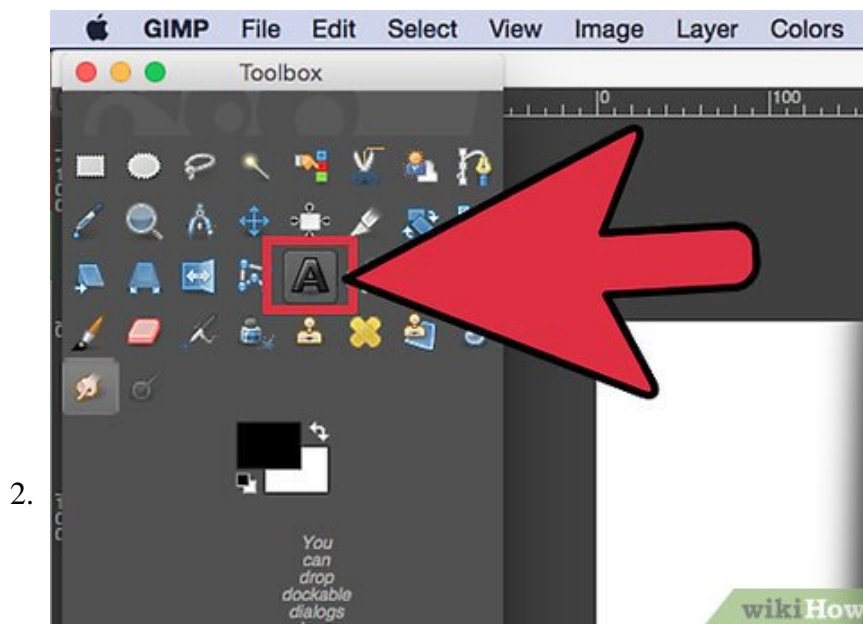 GIMP File Edit Select View Image Layer Colors
Toolbox
0
100
A
2.
You
can
drop
dockable
dialogs
wikiHow